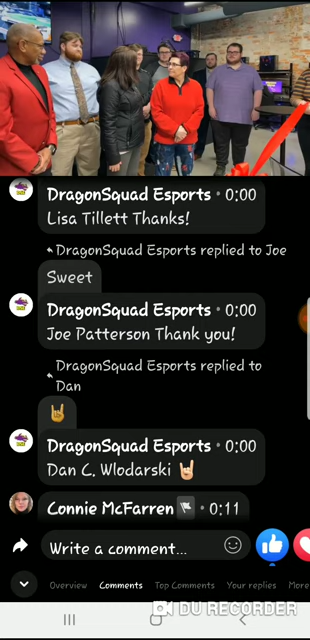 DragonSquad Esports • 0:00
Lisa Tillett Thanks!
DragonSquad Esports replied to Joe
Sweet
DragonSquad Esports • 0:00
Joe Patterson Thank you!
DragonSquad Esports replied to
Dan
🤘🏽
DragonSquad Esports • 0:00
Dan C. Wlodarski 🤘🏻
Connie McFarren • 0:11
Write a comment...
Overview Comments Top Comments Your replies More
DU RECORDER